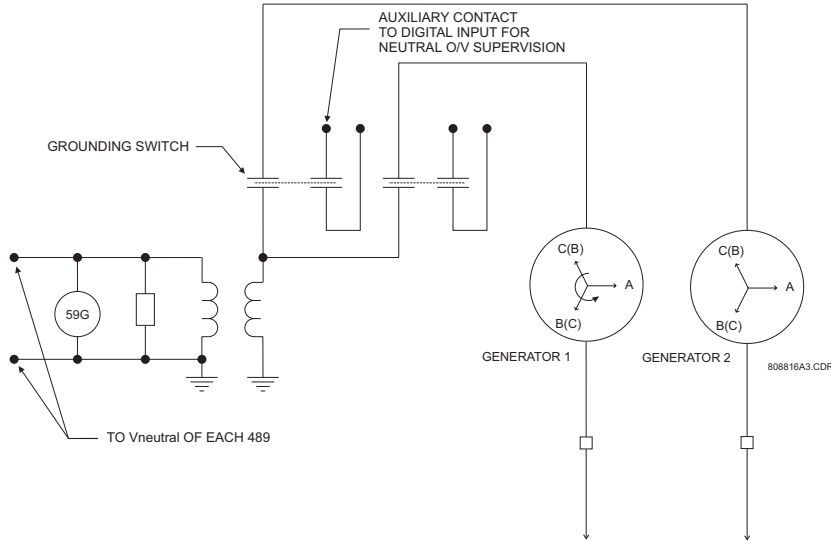 AUXILIARY CONTACT
TO DIGITAL INPUT FOR
NEUTRAL O/V SUPERVISION
GROUNDING SWITCH
C(B)
A
B(C)
C(B)
A
B(C)
59G
GENERATOR 1
GENERATOR 2
808816A3.CDR
TO Vneutral OF EACH 489